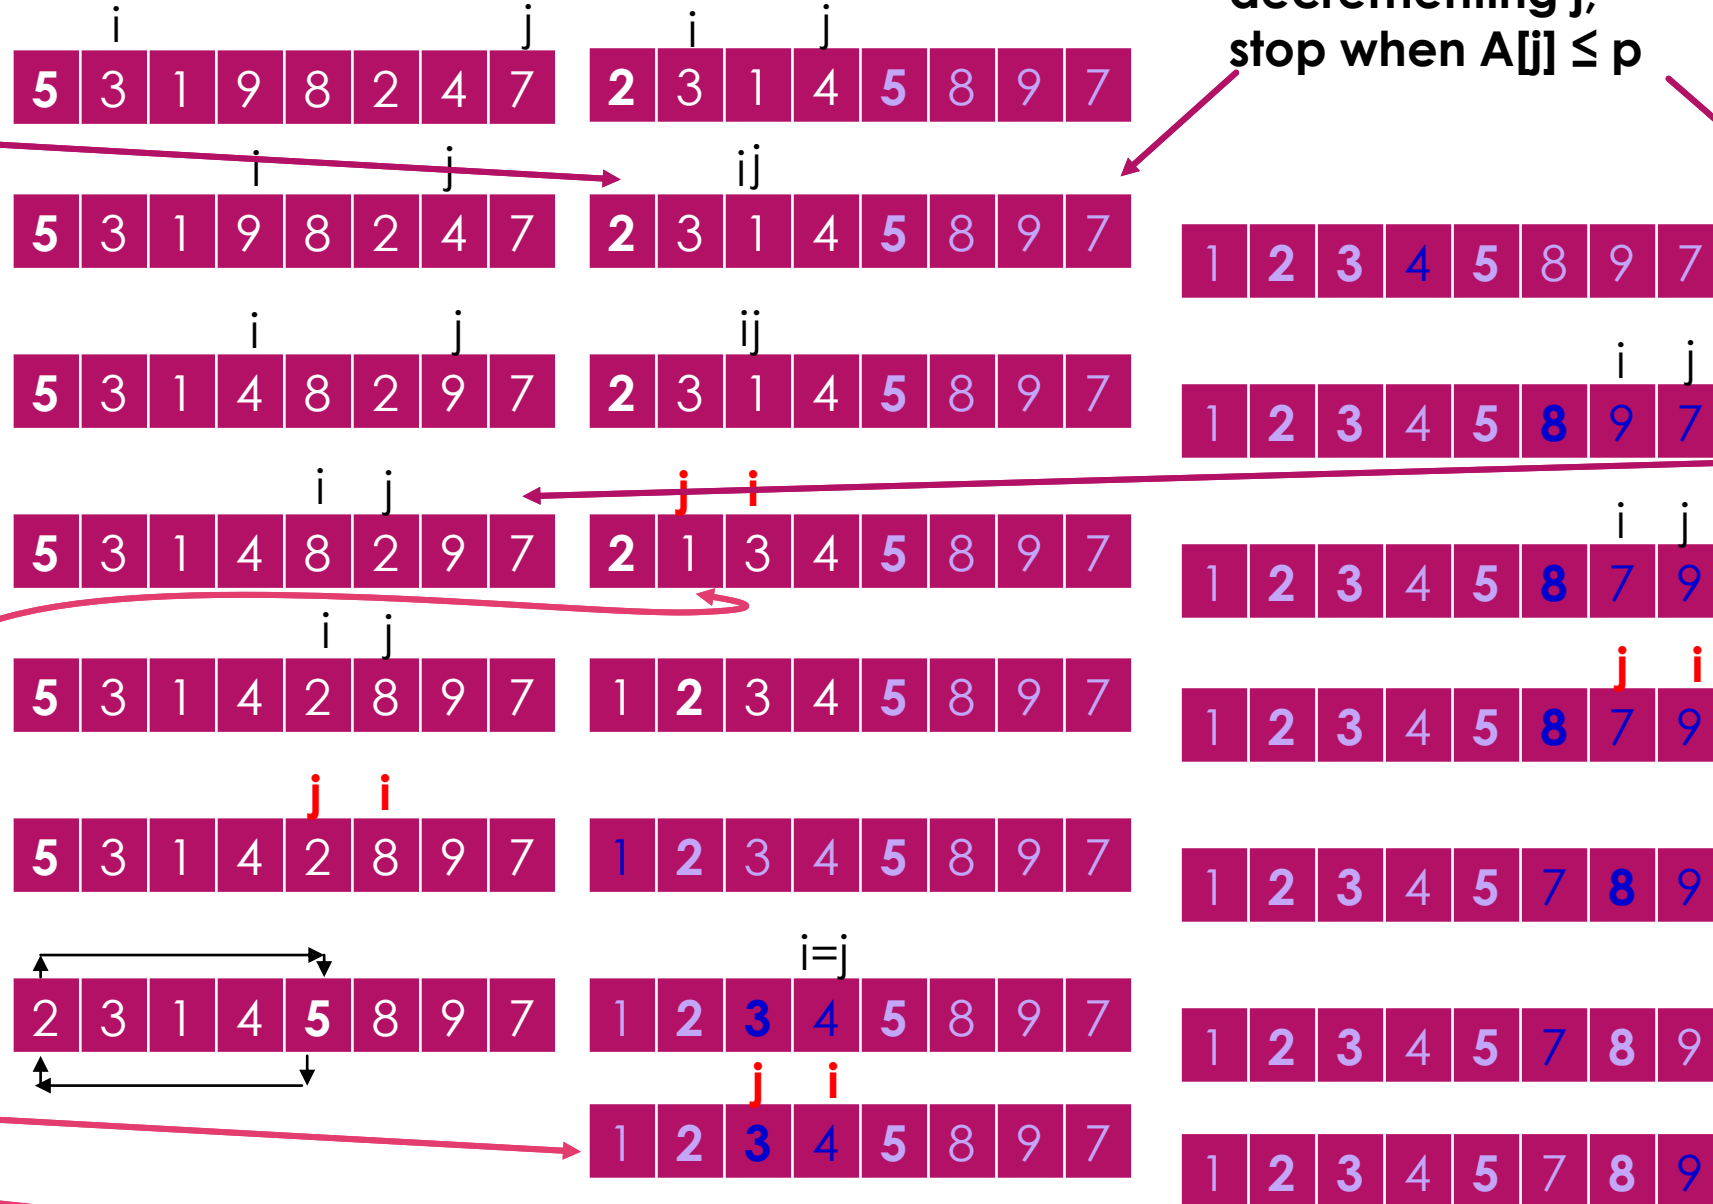 i j
5 3 1 9 8 2 4 7
i j
5 3 1 9 8 2 4 7
i j
5 3 1 4 8 2 9 7
i j
5 3 1 4 8 2 9 7
i j
5 3 1 4 2 8 9 7
j i
5 3 1 4 2 8 9 7
2 3 1 4 5 8 9 7
i j
2 3 1 4 5 8 9 7
ij
2 3 1 4 5 8 9 7
ij
2 3 1 4 5 8 9 7
j i
2 1 3 4 5 8 9 7
1 2 3 4 5 8 9 7
1 2 3 4 5 8 9 7
i=j
1 2 3 4 5 8 9 7
j i
1 2 3 4 5 8 9 7
decrementing j,
stop when A[j] ≤ p
1 2 3 4 5 8 9 7
i j
1 2 3 4 5 8 9 7
i j
1 2 3 4 5 8 7 9
j i
1 2 3 4 5 8 7 9
1 2 3 4 5 7 8 9
1 2 3 4 5 7 8 9
1 2 3 4 5 7 8 9